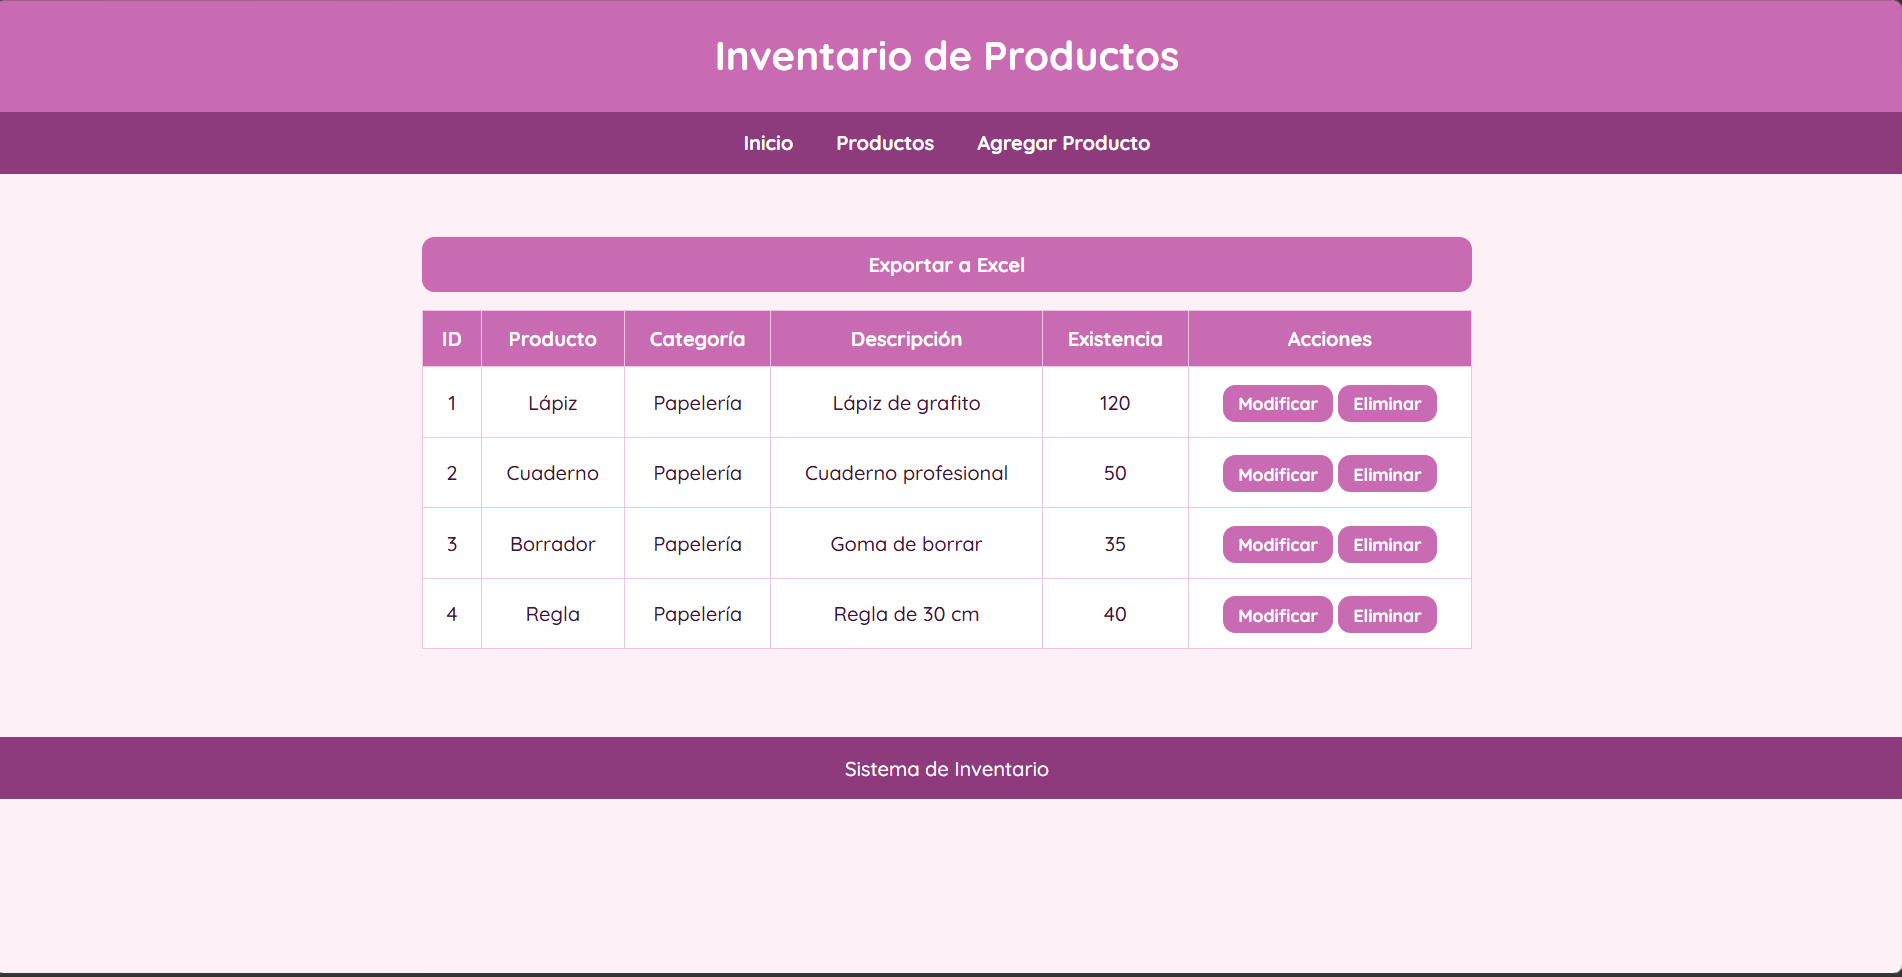 Inventario de Productos
Inicio Productos Agregar Producto
Exportar a Excel
ID Producto Categoría Descripción Existencia Acciones
1 Lápiz Papelería Lápiz de grafito 120 Modificar Eliminar
2 Cuaderno Papelería Cuaderno profesional 50 Modificar Eliminar
3 Borrador Papelería Goma de borrar 35 Modificar Eliminar
4 Regla Papelería Regla de 30 cm 40 Modificar Eliminar
Sistema de Inventario